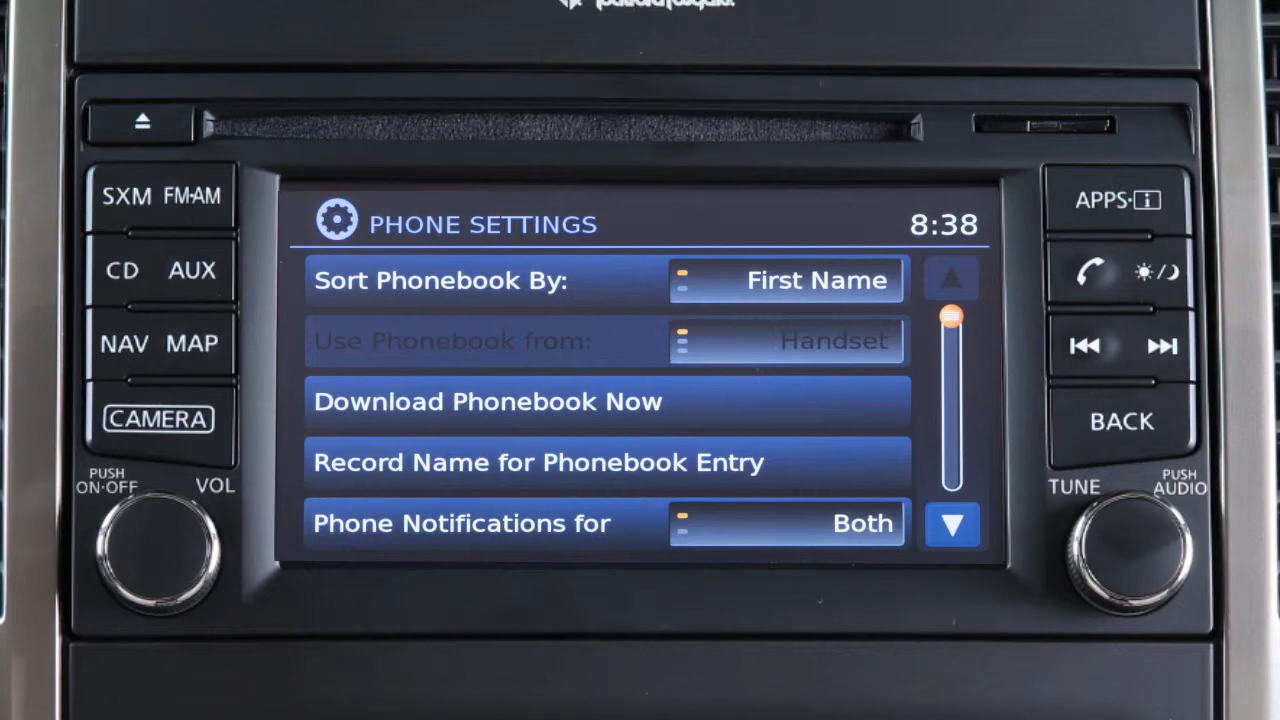 SXM FM·AM
CD AUX
NAV MAP
CAMERA
PUSH
ON·OFF VOL
PHONE SETTINGS 8:38
Sort Phonebook By: First Name
Use Phonebook from: Handset
Download Phonebook Now
Record Name for Phonebook Entry
Phone Notifications for Both
APPS·i
BACK
TUNE PUSH
AUDIO